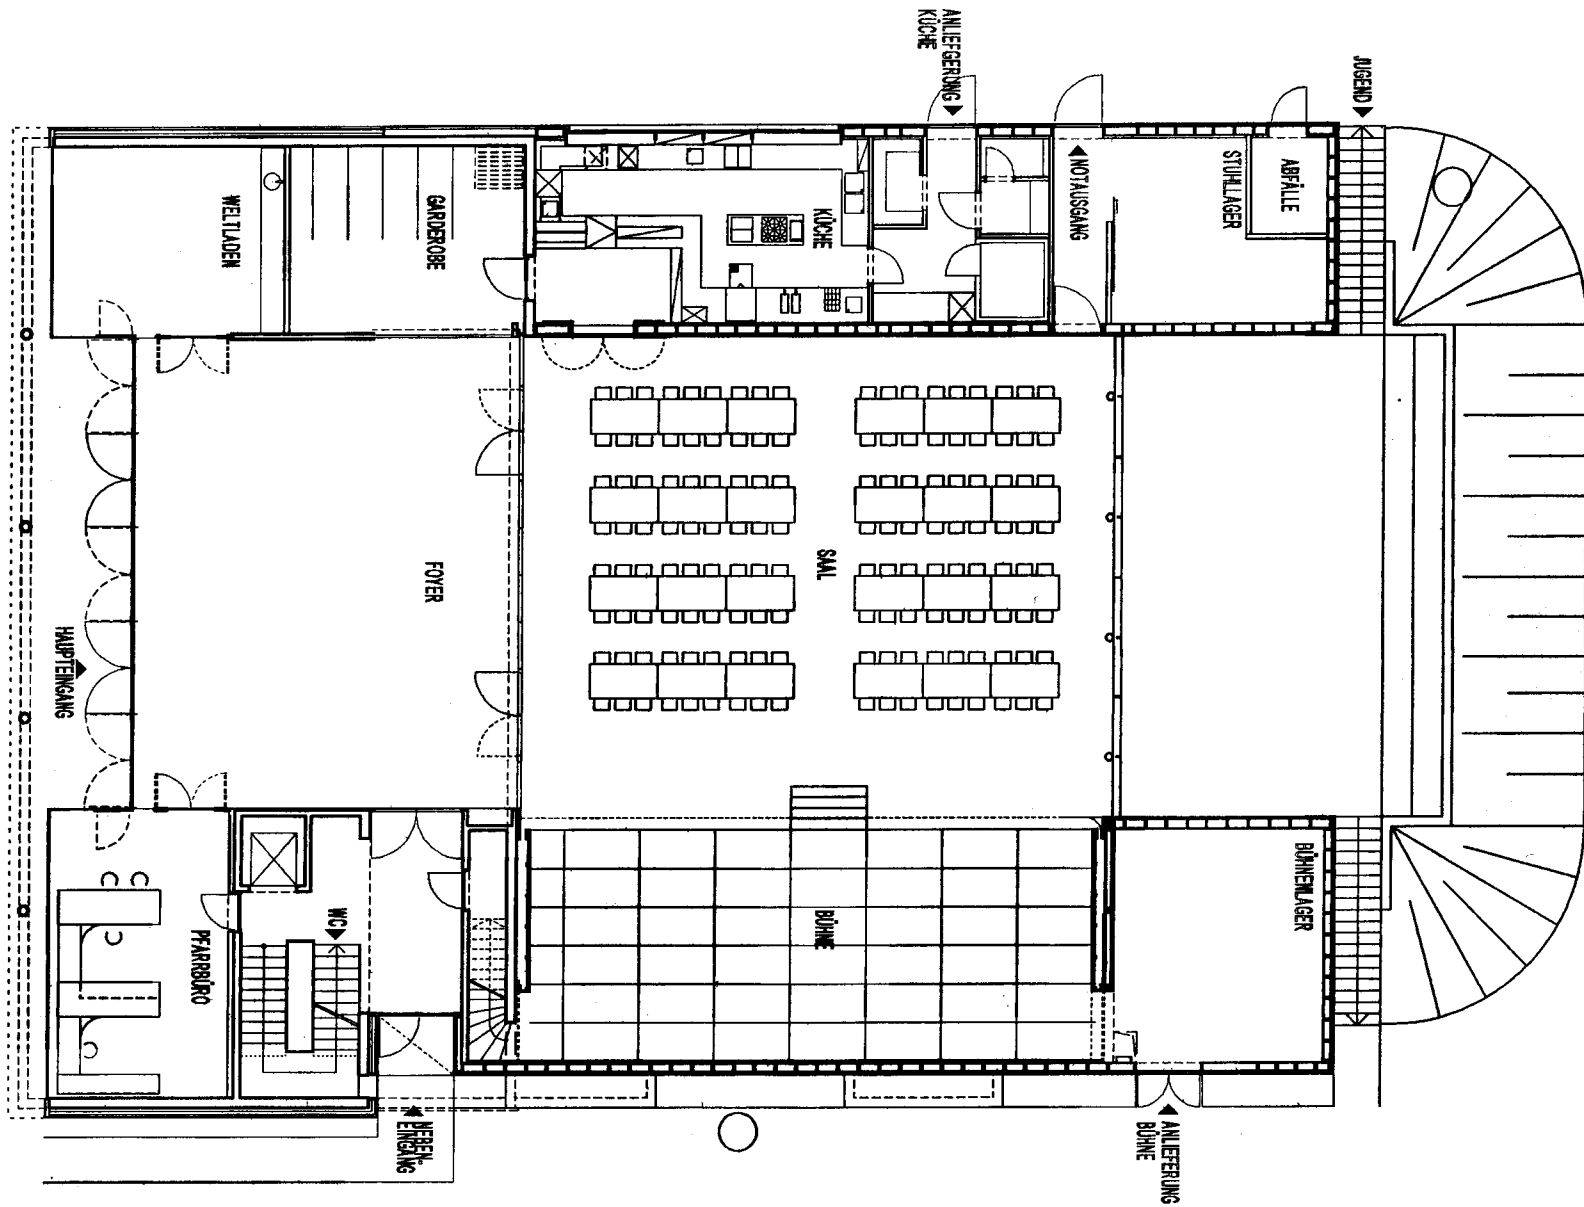 ANLIEFGERUNG
KÜCHE
JUGEND
WELTLADEN
GARDEROBE
KÜCHE
NOTAUSGANG
STUHLLAGER
ABFÄLLE
FOYER
SAAL
HAUPTEINGANG
PFARRBÜRO
WC
BÜHNE
BÜHNENLAGER
NEBEN-
EINGANG
ANLIEFERUNG
BÜHNE